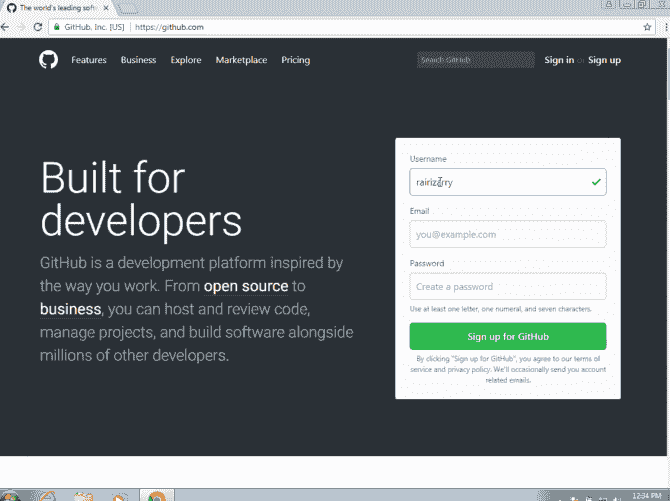 The world's leading softw
GitHub, Inc. [US] | https://github.com
Features Business Explore Marketplace Pricing Search GitHub Sign in or Sign up
Built for
developers
GitHub is a development platform inspired by
the way you work. From open source to
business, you can host and review code,
manage projects, and build software alongside
millions of other developers.
Username
rairizarry
Email
you@example.com
Password
Create a password
Use at least one letter, one numeral, and seven characters.
Sign up for GitHub
By clicking "Sign up for GitHub", you agree to our terms of
service and privacy policy. We'll occasionally send you account
related emails.
12:34 PM